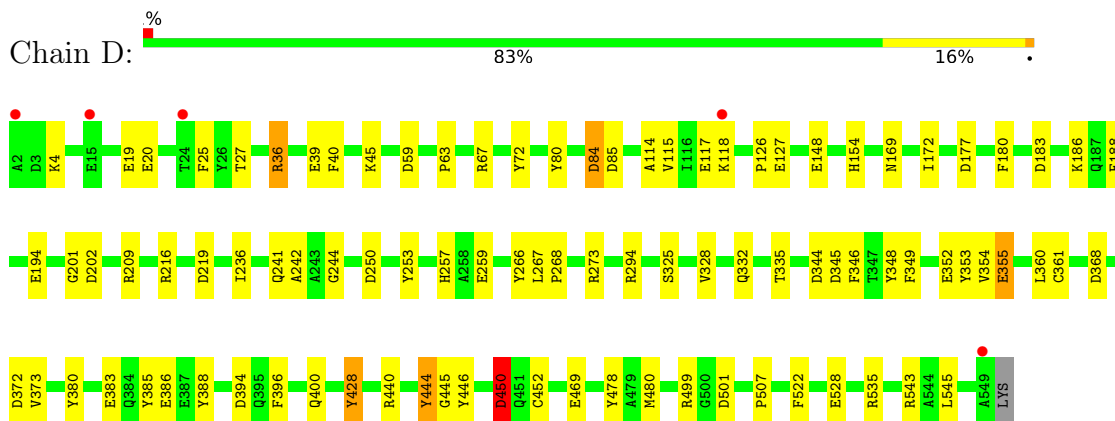 .%
Chain D:
83% 16% •
A2 D3 K4 E15 E19 E20 T24 F25 Y26 T27 R36 E39 F40 K45 D59 P63 R67 Y72 Y80 D84 D85 A114 V115 I116 E117 K118 P126 E127 E148 H154 N169 I172 D177 F180 D183 K186 Q187 E188
E194 G201 D202 R209 R216 D219 I236 Q241 A242 A243 G244 D250 Y253 H257 A258 E259 Y266 L267 P268 R273 R294 S325 V328 Q332 T335 D344 D345 F346 T347 Y348 F349 E352 Y353 V354 E355 L360 C361 D368
D372 V373 Y380 E383 Q384 Y385 E386 E387 Y388 D394 Q395 F396 Q400 Y428 R440 Y444 G445 Y446 D450 Q451 C452 E469 Y478 A479 M480 R499 G500 D501 P507 F522 E528 R535 R543 A544 L545 A549 LYS